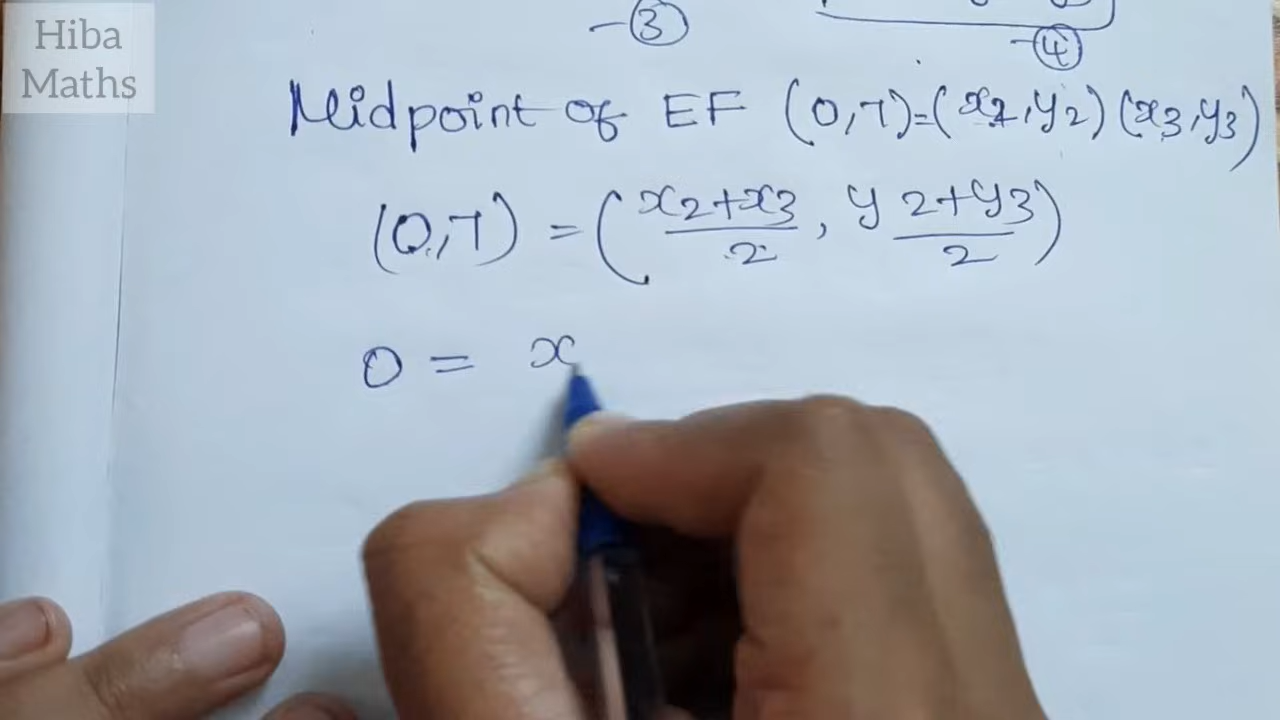 Hiba
Maths
-③
-④
Midpoint of EF (0,7)=(x2,y2)(x3,y3)
(0,7) = (x2+x3/2, y2+y3/2)
0 = x